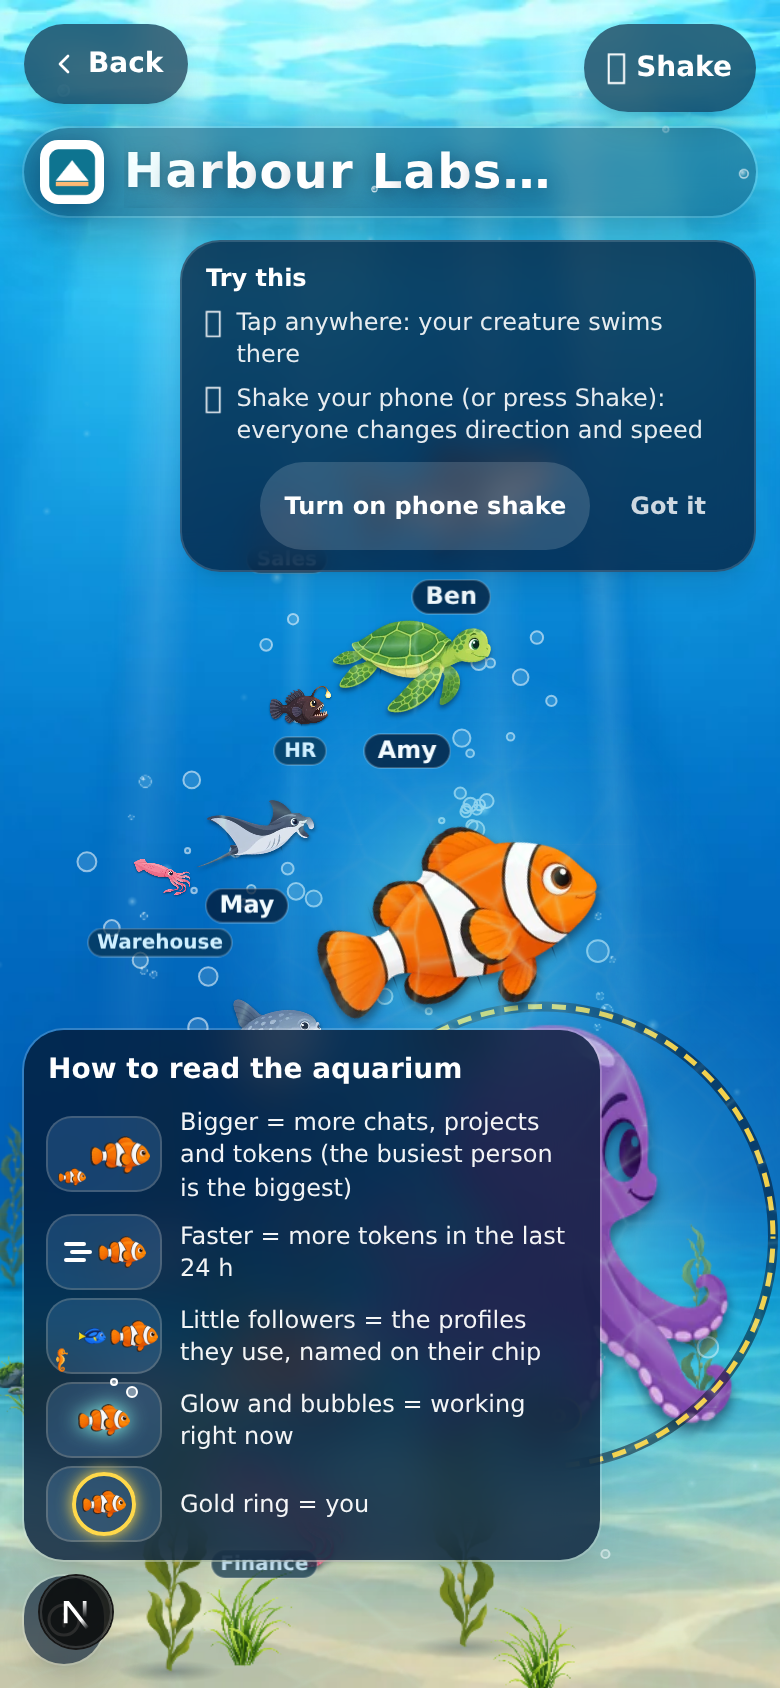 Back
Shake
Harbour Labs…
Try this
Tap anywhere: your creature swims
there
Shake your phone (or press Shake):
everyone changes direction and speed
Turn on phone shake
Got it
Sales
Ben
HR
Amy
May
Warehouse
How to read the aquarium
Bigger = more chats, projects
and tokens (the busiest person
is the biggest)
Faster = more tokens in the last
24 h
Little followers = the profiles
they use, named on their chip
Glow and bubbles = working
right now
Gold ring = you
Finance
N